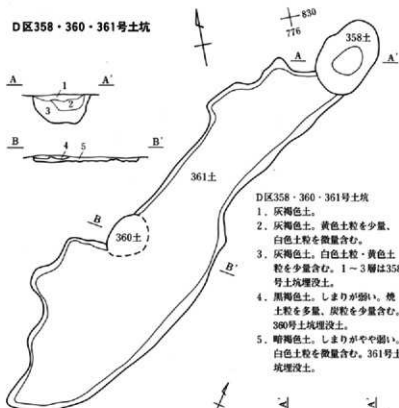 D区358・360・361号土坑
830
776
358土
A
A'
A
A'
1
2
3
B
B'
4
5
361土
B
360土
B'
D区358・360・361号土坑
1. 灰褐色土。
2. 灰褐色土。黄色土粒を少量、
白色土粒を微量含む。
3. 灰褐色土。白色土粒・黄色土
粒を少量含む。1～3層は358
号土坑埋没土。
4. 黒褐色土。しまりが弱い。焼
土粒を多量、炭粒を少量含む。
360号土坑埋没土。
5. 暗褐色土。しまりがやや弱い。
白色土粒を微量含む。361号土
坑埋没土。
A'
A'